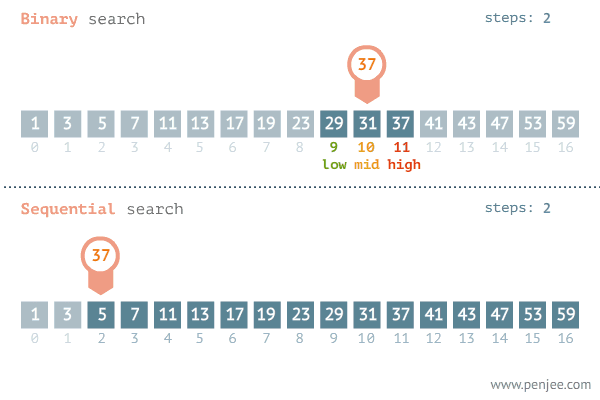 Binary search steps: 2
37
1 3 5 7 11 13 17 19 23 29 31 37 41 43 47 53 59
0 1 2 3 4 5 6 7 8 9 10 11 12 13 14 15 16
low mid high
Sequential search steps: 2
37
1 3 5 7 11 13 17 19 23 29 31 37 41 43 47 53 59
0 1 2 3 4 5 6 7 8 9 10 11 12 13 14 15 16
www.penjee.com